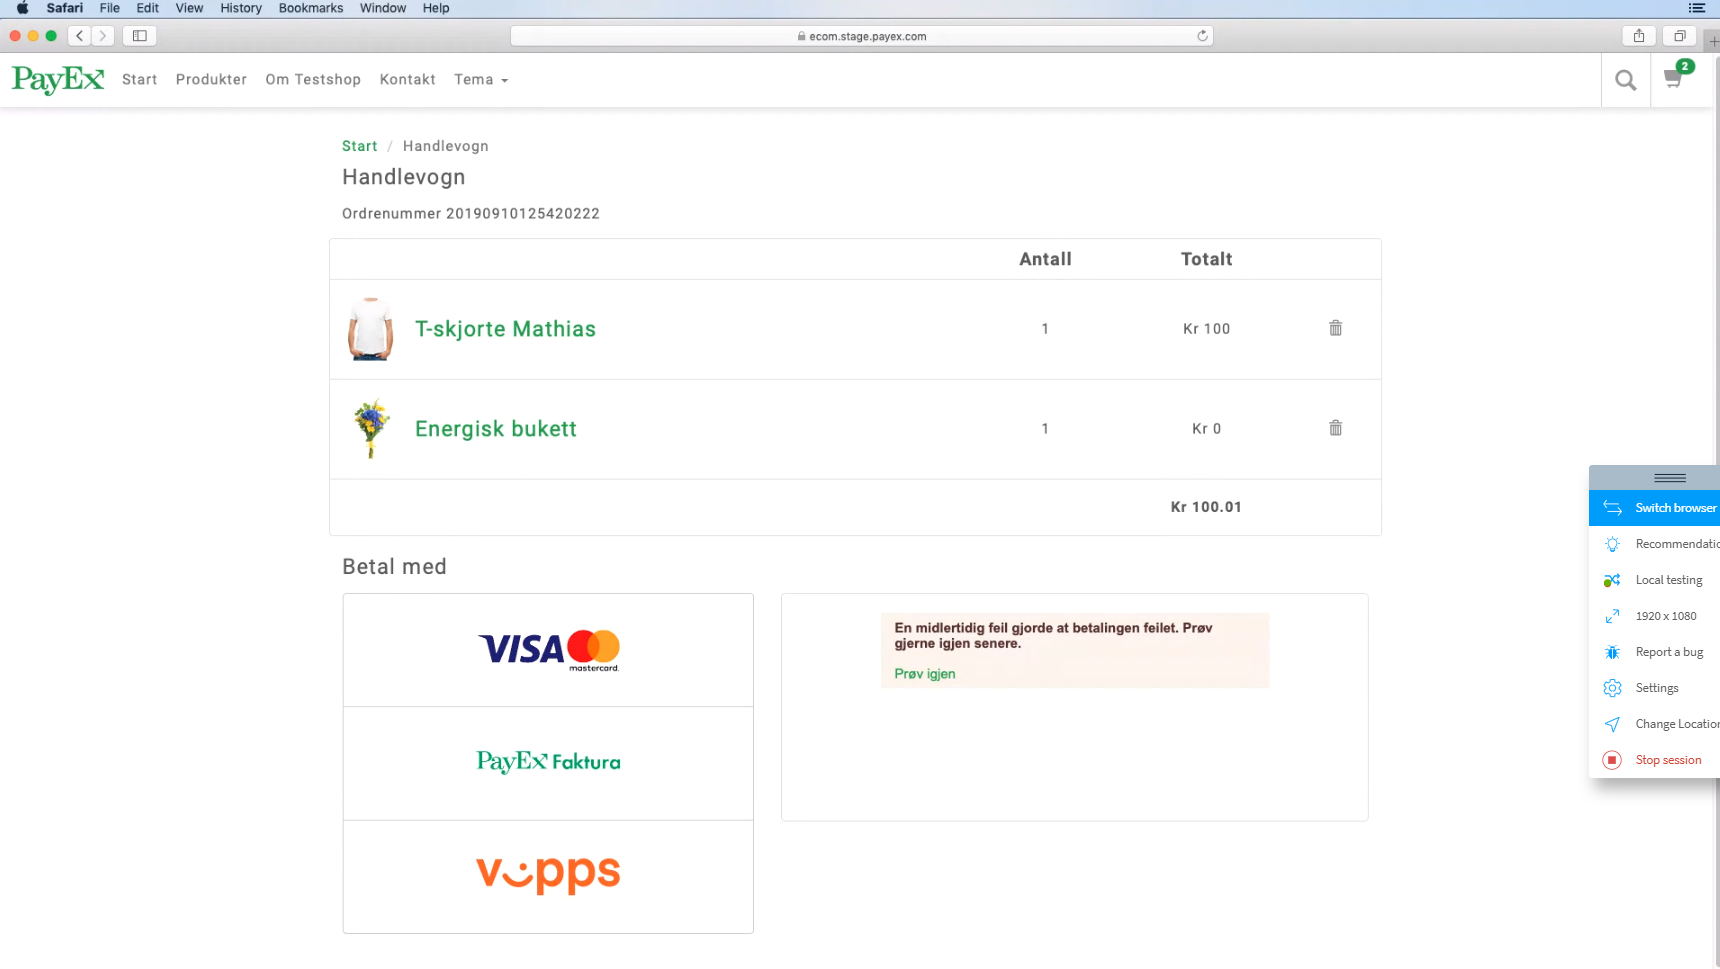 Safari File Edit View History Bookmarks Window Help
ecom.stage.payex.com
PayEx Start Produkter Om Testshop Kontakt Tema 2
Start / Handlevogn
Handlevogn
Ordrenummer 20190910125420222
Antall Totalt
T-skjorte Mathias 1 Kr 100
Energisk bukett 1 Kr 0
Kr 100.01
Betal med
VISA mastercard.
PayEx Faktura
vipps
En midlertidig feil gjorde at betalingen feilet. Prøv
gjerne igjen senere.
Prøv igjen
Switch browser
Recommendatio
Local testing
1920 x 1080
Report a bug
Settings
Change Location
Stop session